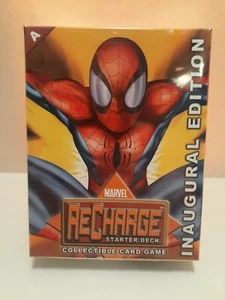 A
MARVEL
RECHARGE
STARTER DECK
COLLECTIBLE CARD GAME
INAUGURAL EDITION